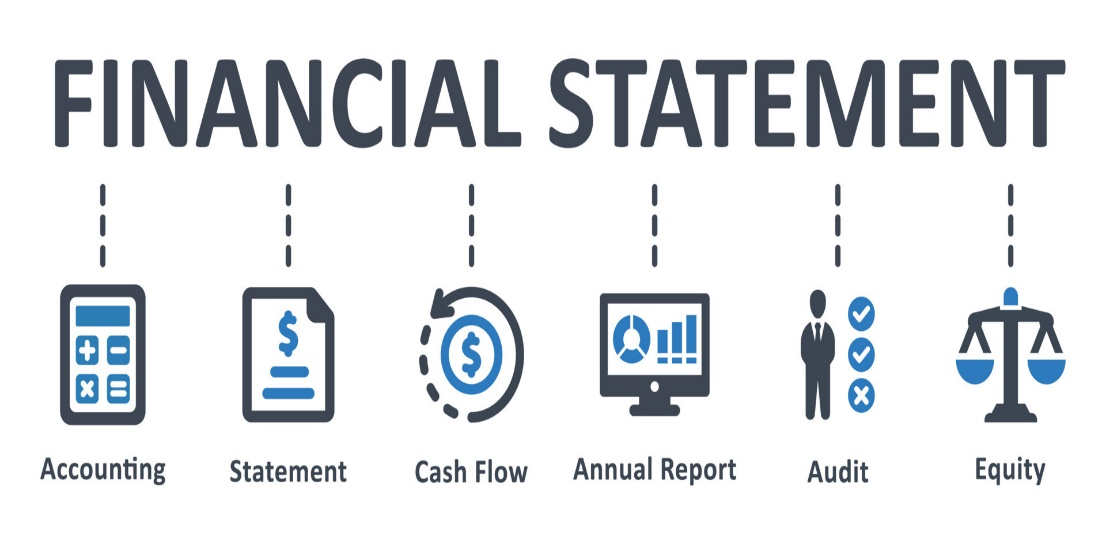 FINANCIAL STATEMENT
Accounting
Statement
Cash Flow
Annual Report
Audit
Equity